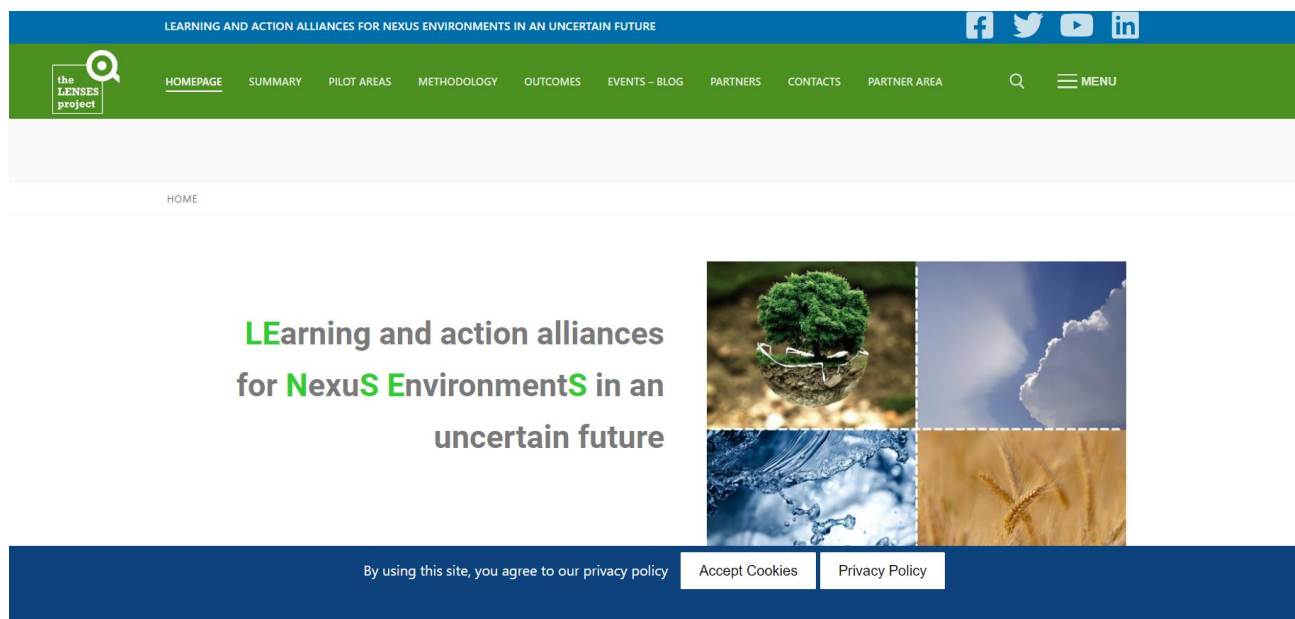 LEARNING AND ACTION ALLIANCES FOR NEXUS ENVIRONMENTS IN AN UNCERTAIN FUTURE
the
LENSES
project
HOMEPAGE SUMMARY PILOT AREAS METHODOLOGY OUTCOMES EVENTS – BLOG PARTNERS CONTACTS PARTNER AREA MENU
HOME
LEarning and action alliances
for NexuS EnvironmentS in an
uncertain future
By using this site, you agree to our privacy policy Accept Cookies Privacy Policy